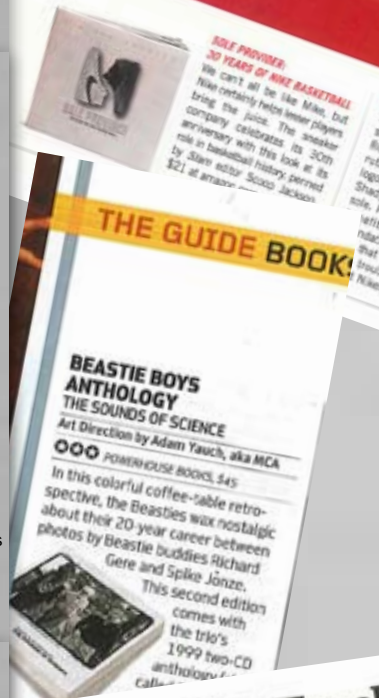 SOLE PROVIDER:
30 YEARS OF NIKE BASKETBALL
We can't all be like Mike, but
Nike certainly helps lesser players
bring the juice. The sneaker
company celebrates its 30th
anniversary with this look at its
role in basketball history, penned
by Slam editor Scoop Jackson.
$21 at amazon
THE GUIDE BOOKS
BEASTIE BOYS
ANTHOLOGY
THE SOUNDS OF SCIENCE
Art Direction by Adam Yauch, aka MCA
POWERHOUSE BOOKS, $45
In this colorful coffee-table retro-
spective, the Beasties wax nostalgic
about their 20-year career between
photos by Beastie buddies Richard
Gere and Spike Jonze.
This second edition
comes with
the trio's
1999 two-CD
anthology